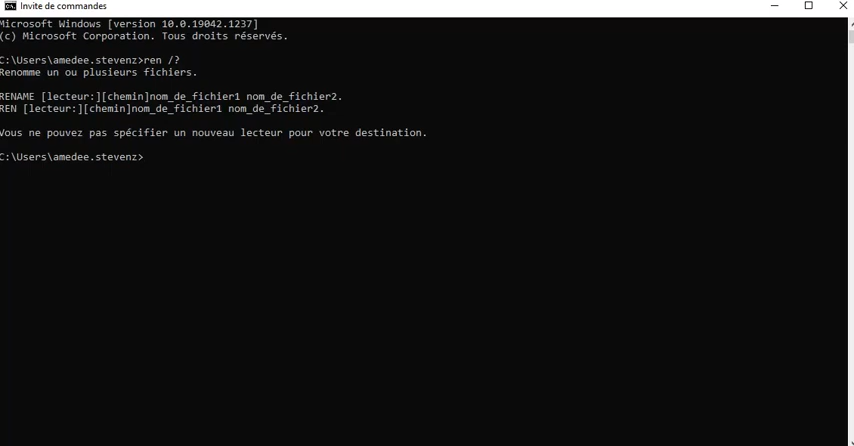 Invite de commandes
Microsoft Windows [version 10.0.19042.1237]
(c) Microsoft Corporation. Tous droits réservés.
C:\Users\amedee.stevenz>ren /?
Renomme un ou plusieurs fichiers.
RENAME [lecteur:][chemin]nom_de_fichier1 nom_de_fichier2.
REN [lecteur:][chemin]nom_de_fichier1 nom_de_fichier2.
Vous ne pouvez pas spécifier un nouveau lecteur pour votre destination.
C:\Users\amedee.stevenz>